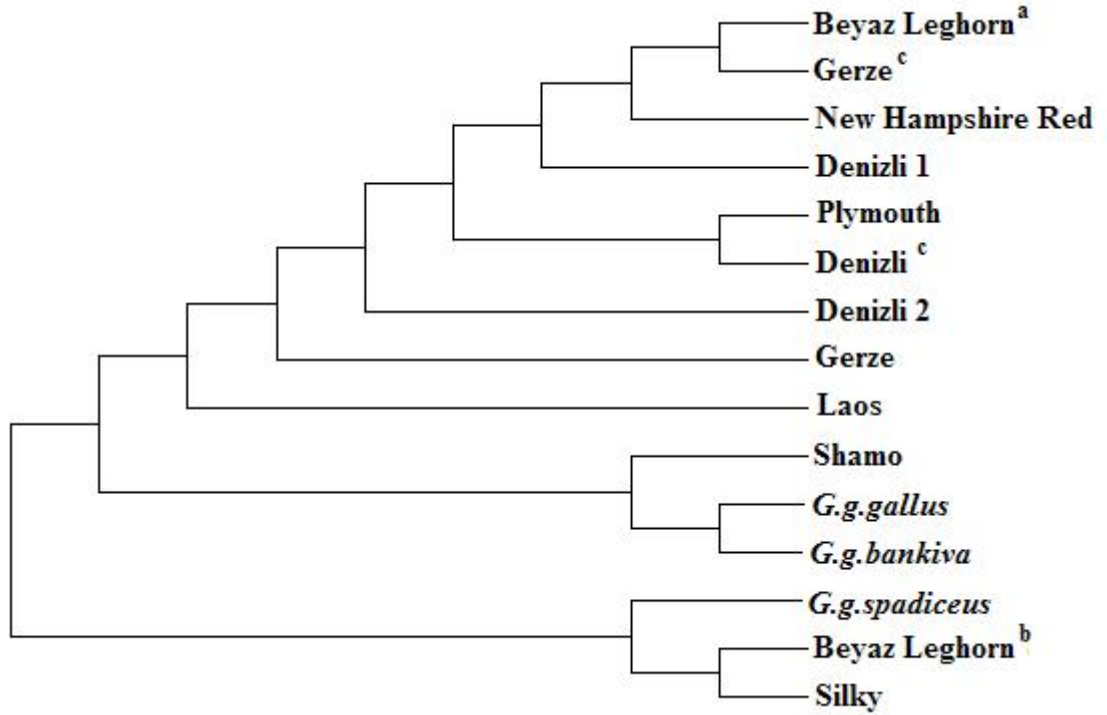 Beyaz Leghorn a
Gerze c
New Hampshire Red
Denizli 1
Plymouth
Denizli c
Denizli 2
Gerze
Laos
Shamo
G.g.gallus
G.g.bankiva
G.g.spadiceus
Beyaz Leghorn b
Silky